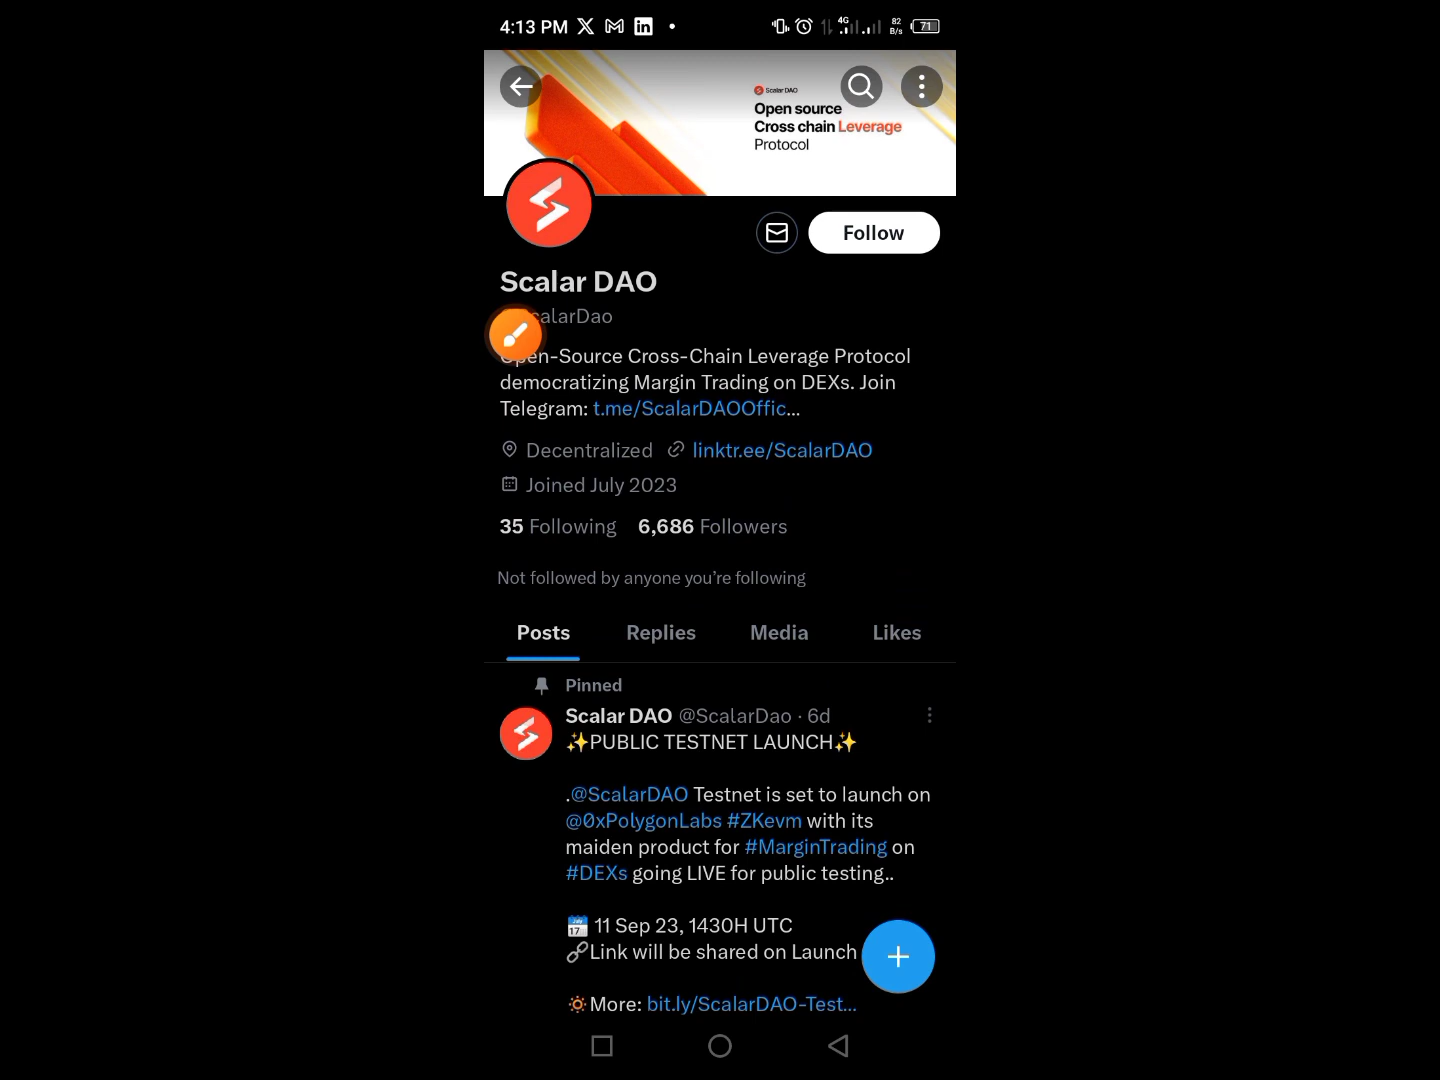 4:13 PM
4G
82
B/s
71
Scalar DAO
Open source
Cross chain Leverage
Protocol
Follow
Scalar DAO
calarDao
Open-Source Cross-Chain Leverage Protocol
democratizing Margin Trading on DEXs. Join
Telegram: t.me/ScalarDAOOffic...
Decentralized linktr.ee/ScalarDAO
Joined July 2023
35 Following 6,686 Followers
Not followed by anyone you're following
Posts Replies Media Likes
Pinned
Scalar DAO @ScalarDao · 6d
✨PUBLIC TESTNET LAUNCH✨
.@ScalarDAO Testnet is set to launch on
@0xPolygonLabs #ZKevm with its
maiden product for #MarginTrading on
#DEXs going LIVE for public testing..
📅 11 Sep 23, 1430H UTC
🔗Link will be shared on Launch
🔅More: bit.ly/ScalarDAO-Test...